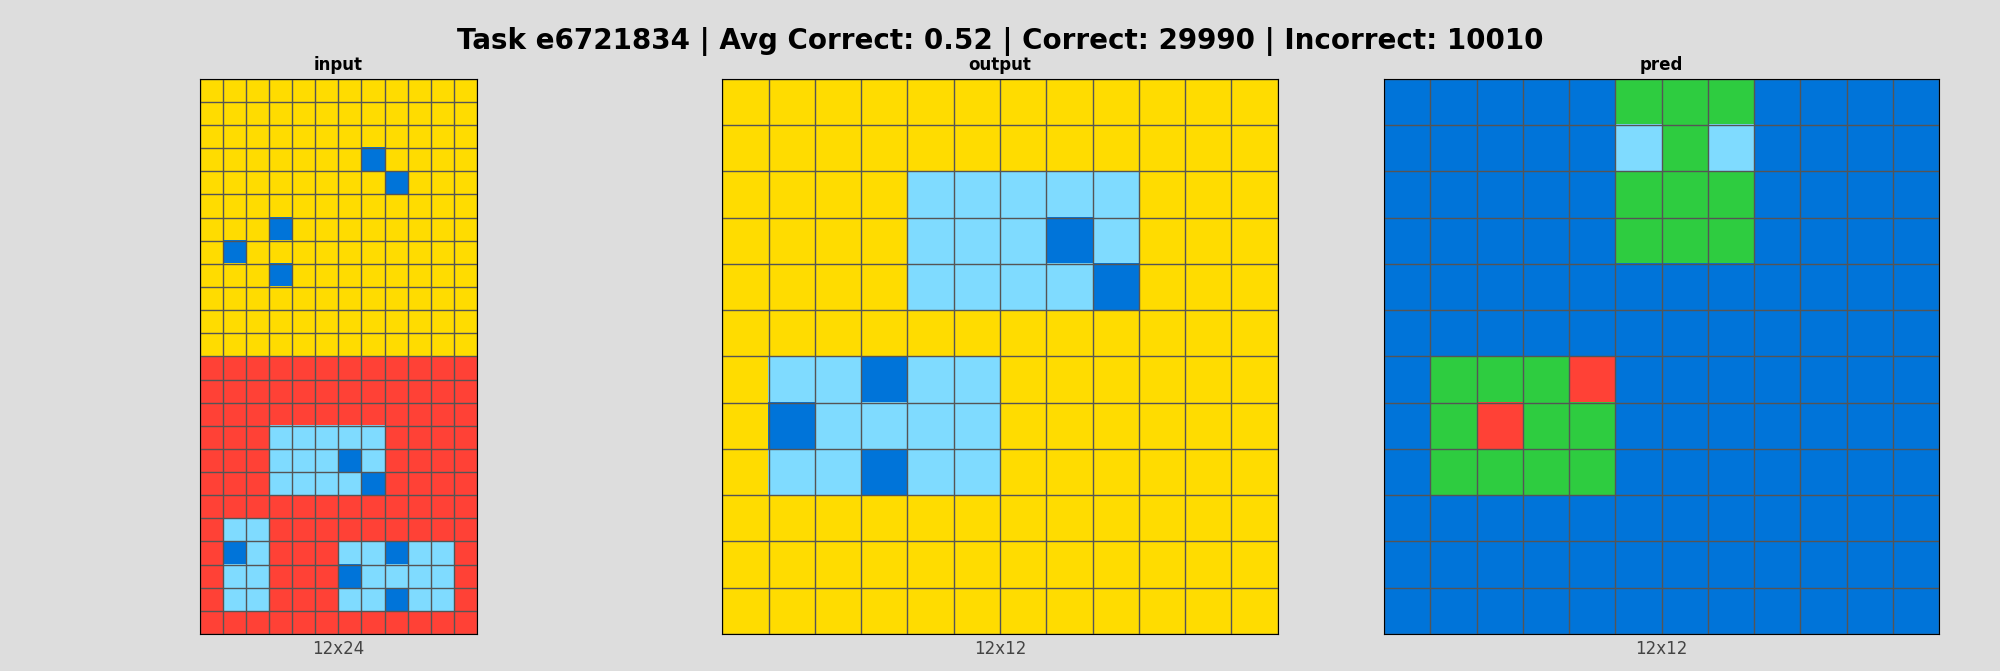 Task e6721834 | Avg Correct: 0.52 | Correct: 29990 | Incorrect: 10010
input
output
pred
12x24
12x12
12x12